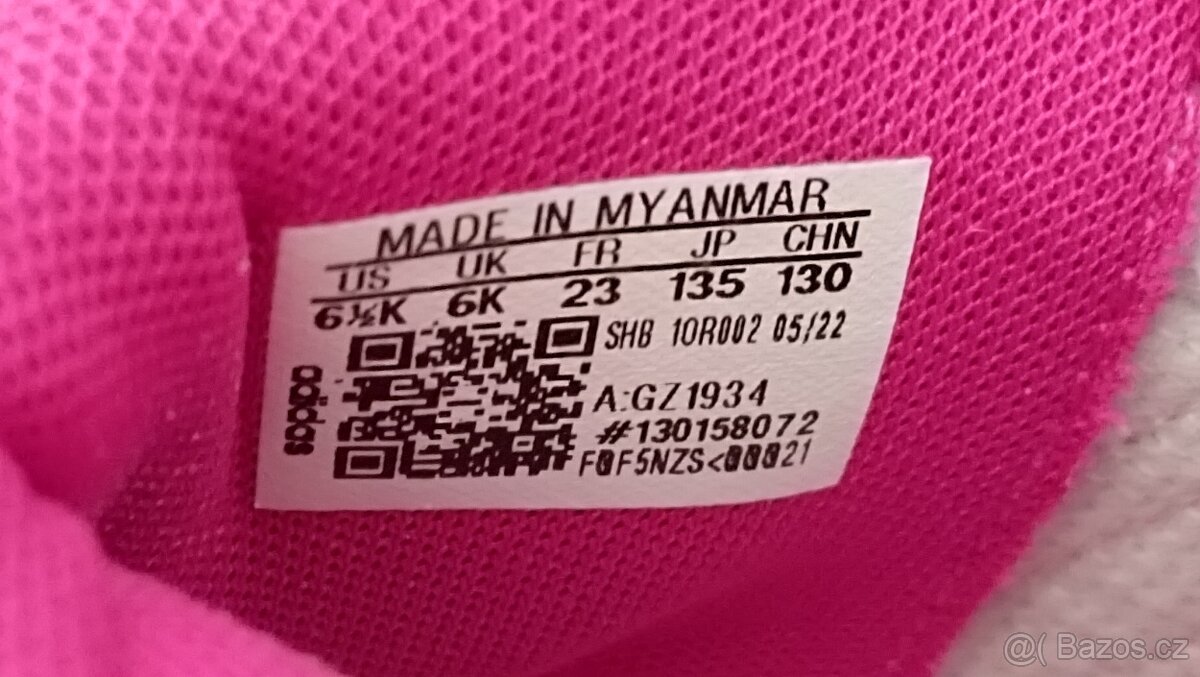 MADE IN MYANMAR
US UK FR JP CHN
6½K 6K 23 135 130
SHB 10R002 05/22
adidas
A:GZ1934
#130158072
F0F5NZS<00021
@( Bazos.cz